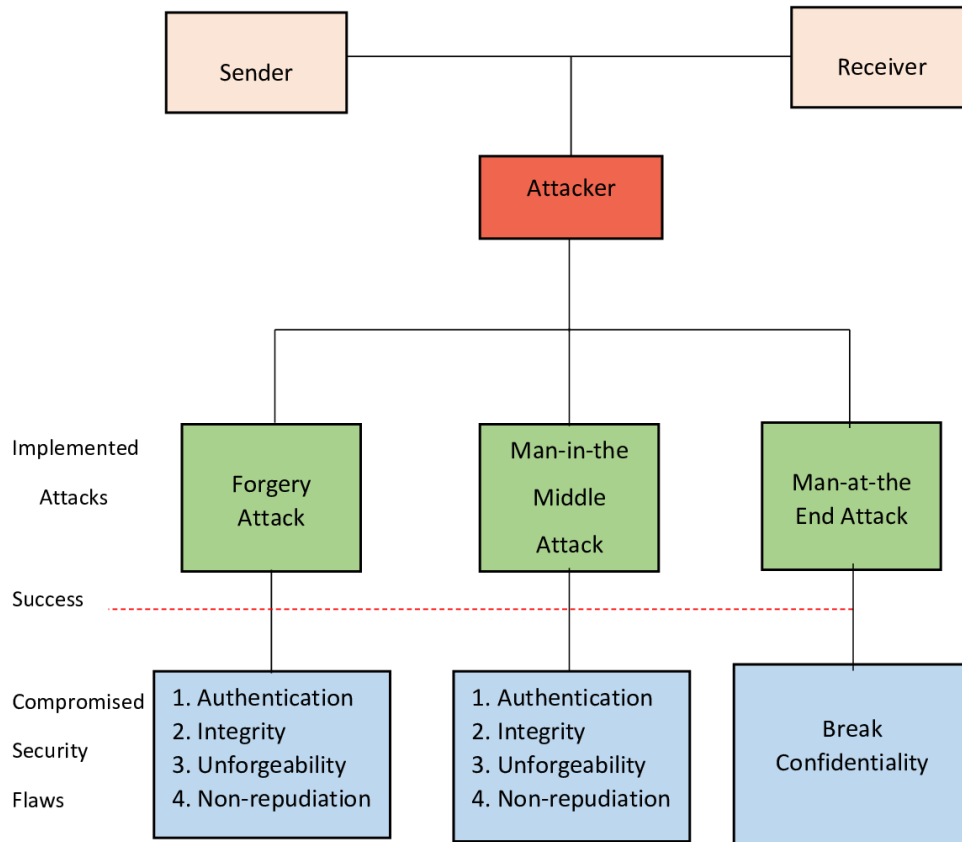 Sender
Receiver
Attacker
Implemented
Attacks
Forgery
Attack
Man-in-the
Middle
Attack
Man-at-the
End Attack
Success
Compromised
Security
Flaws
1. Authentication
2. Integrity
3. Unforgeability
4. Non-repudiation
1. Authentication
2. Integrity
3. Unforgeability
4. Non-repudiation
Break
Confidentiality